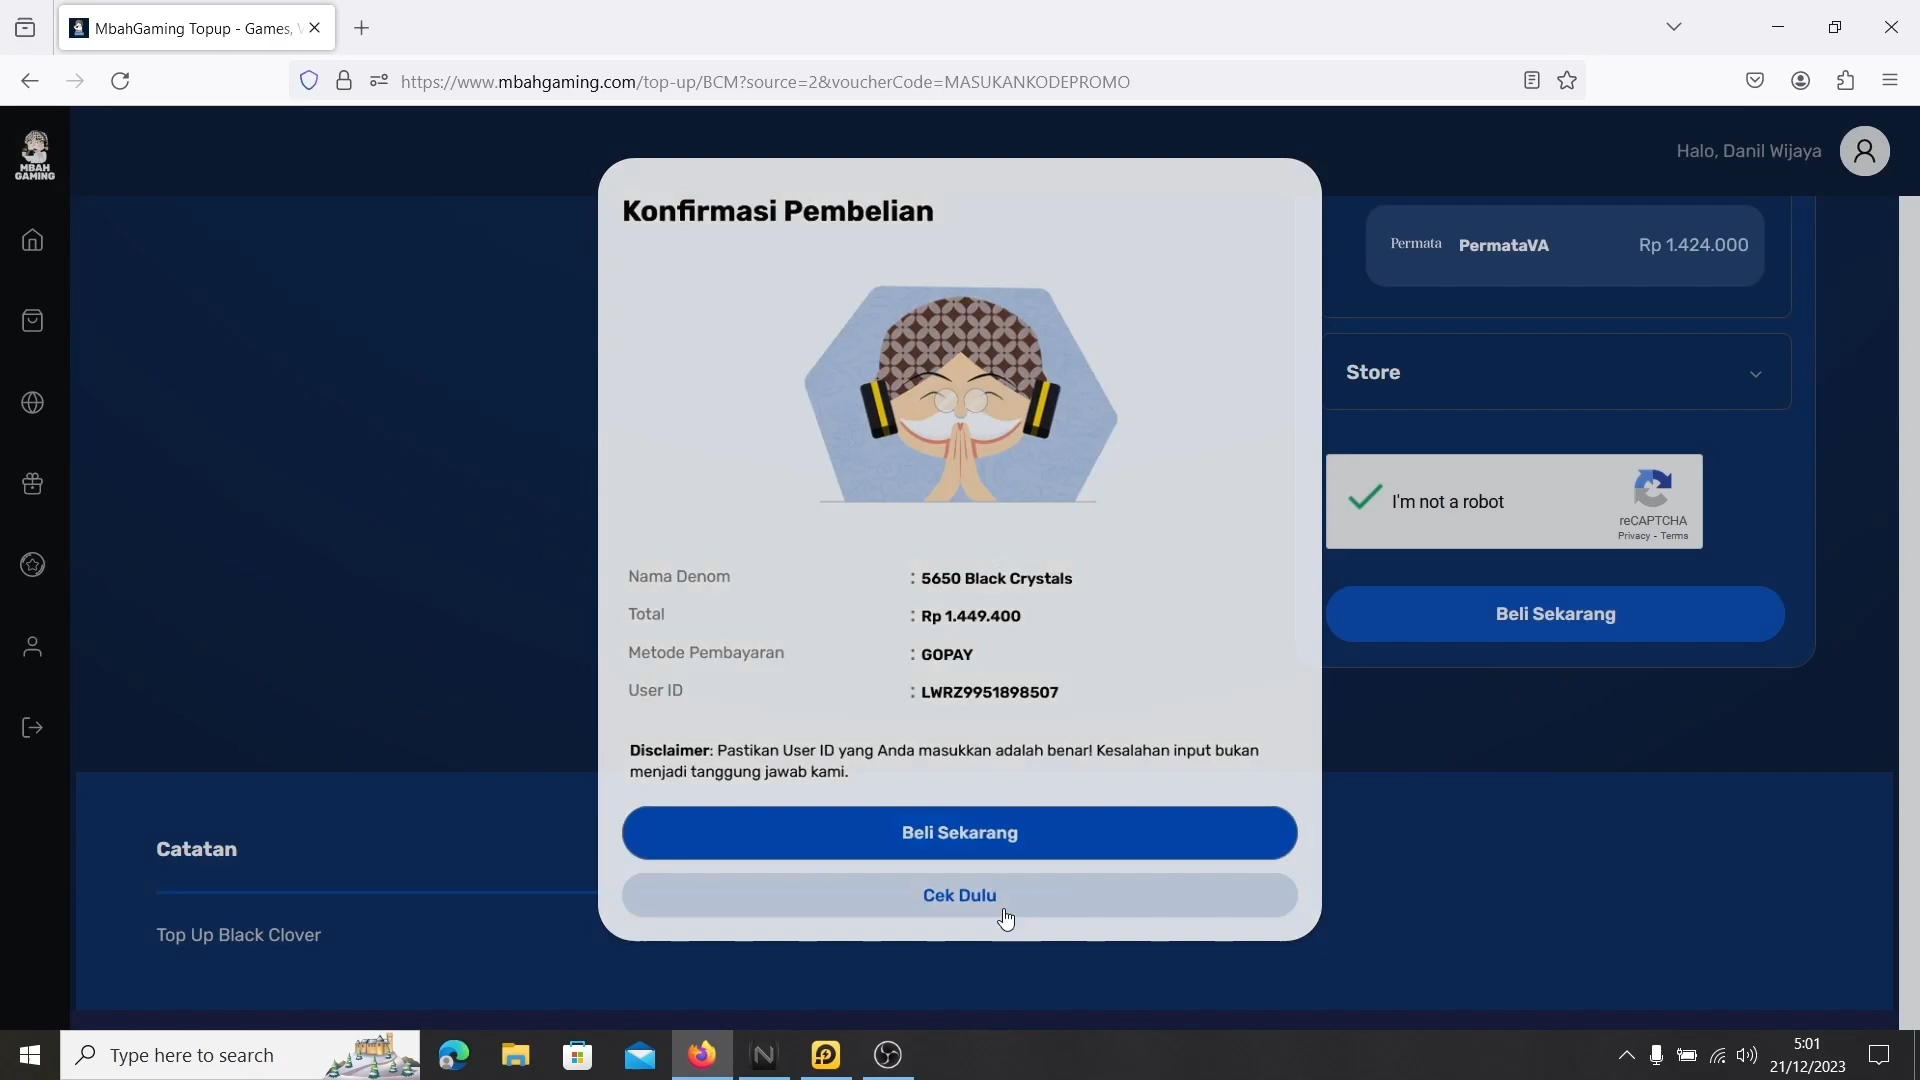 MbahGaming Topup - Games, V
https://www.mbahgaming.com/top-up/BCM?source=2&voucherCode=MASUKANKODEPROMO
MBAH
GAMING
Halo, Danil Wijaya
Konfirmasi Pembelian
Nama Denom : 5650 Black Crystals
Total : Rp 1.449.400
Metode Pembayaran : GOPAY
User ID : LWRZ9951898507
Disclaimer: Pastikan User ID yang Anda masukkan adalah benar! Kesalahan input bukan
menjadi tanggung jawab kami.
Beli Sekarang
Cek Dulu
Permata PermataVA Rp 1.424.000
Store
I'm not a robot
reCAPTCHA
Privacy - Terms
Beli Sekarang
Catatan
Top Up Black Clover
Type here to search
5:01
21/12/2023